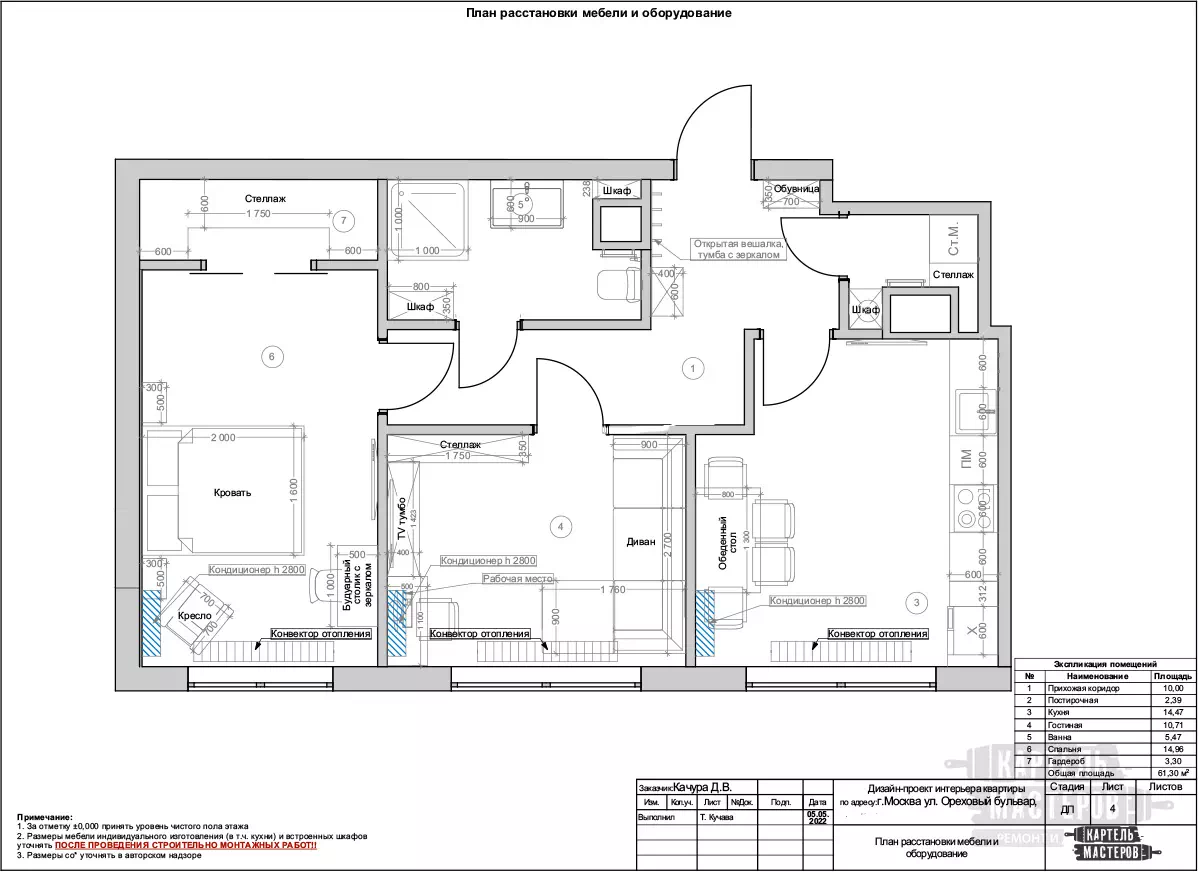 План расстановки мебели и оборудование
Стеллаж
1 750
600
7
600
600
1 000
1 000
5
600
900
238
Шкаф
350
Обувница
700
Открытая вешалка,
тумба с зеркалом
Ст.М.
Стеллаж
400
600
Шкаф
800
Шкаф
350
6
1
300
500
2 000
Кровать
1 600
300
500
Кондиционер h 2800
Кресло
700
700
500
1 000
Будуарный
столик с
зеркалом
Конвектор отопления
Стеллаж
1 750
350
TV тумбо
1 423
400
4
Кондиционер h 2800
Рабочая место
500
1 100
Конвектор отопления
900
Диван
2 700
1 760
900
800
Обеденный
стол
1 300
Кондиционер h 2800
3
Конвектор отопления
600
600
ПМ
600
600
600
600
312
Х
600
Экспликация помещений
№ Наименование Площадь
1 Прихожая коридор 10,00
2 Постирочная 2,39
3 Кухня 14,47
4 Гостиная 10,71
5 Ванна 5,47
6 Спальня 14,96
7 Гардероб 3,30
Общая площадь 61,30 м²
Заказчик: Качура Д.В.
Изм. Кол.уч. Лист №Док. Подп. Дата
Выполнил Т. Кучава 05.05.
2022
Дизайн-проект интерьера квартиры
по адресу: г.Москва ул. Ореховый бульвар,
Стадия Лист Листов
ДП 4
План расстановки мебели и
оборудование
КАРТЕЛЬ
МАСТЕРОВ
КАРТЕЛЬ
МАСТЕРОВ
Примечание:
1. За отметку ±0,000 принять уровень чистого пола этажа
2. Размеры мебели индивидуального изготовления (в т.ч. кухни) и встроенных шкафов
уточнять ПОСЛЕ ПРОВЕДЕНИЯ СТРОИТЕЛЬНО МОНТАЖНЫХ РАБОТ!!
3. Размеры со* уточнять в авторском надзоре